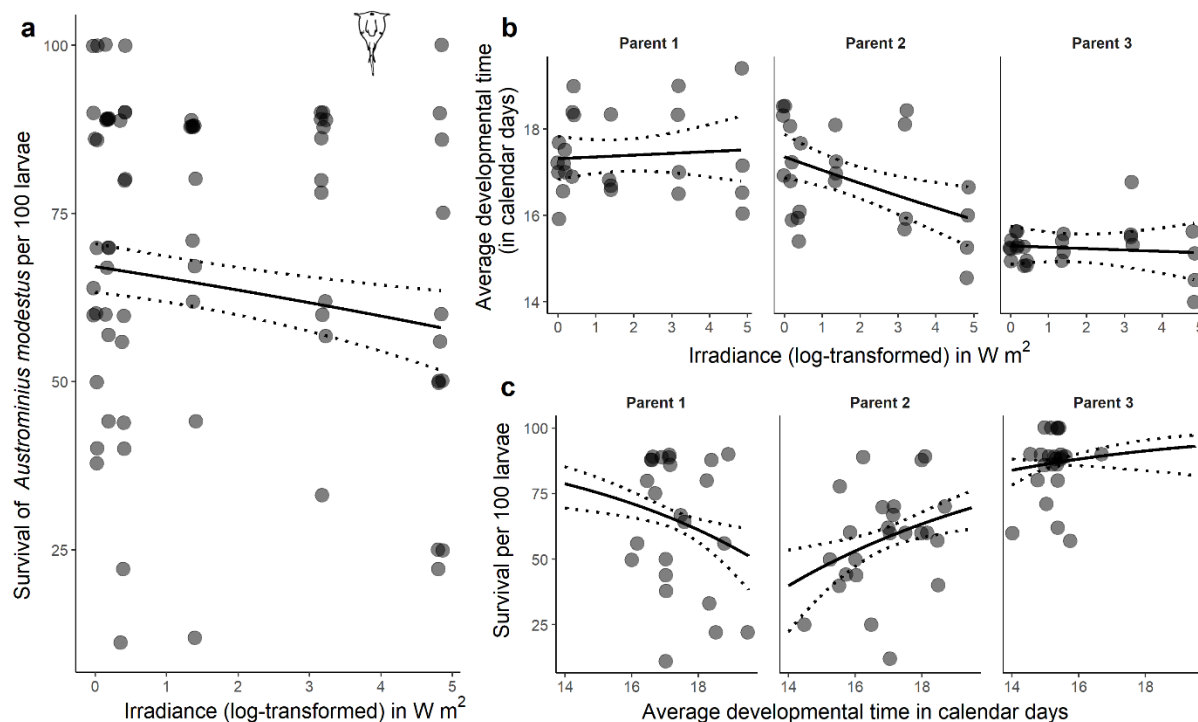 a
Survival of Austrominius modestus per 100 larvae
100
75
50
25
0 1 2 3 4 5
Irradiance (log-transformed) in W m²
b
Average developmental time
(in calendar days)
Parent 1 Parent 2 Parent 3
18
16
14
0 1 2 3 4 5 0 1 2 3 4 5 0 1 2 3 4 5
Irradiance (log-transformed) in W m²
c
Survival per 100 larvae
Parent 1 Parent 2 Parent 3
100
75
50
25
14 16 18 14 16 18 14 16 18
Average developmental time in calendar days